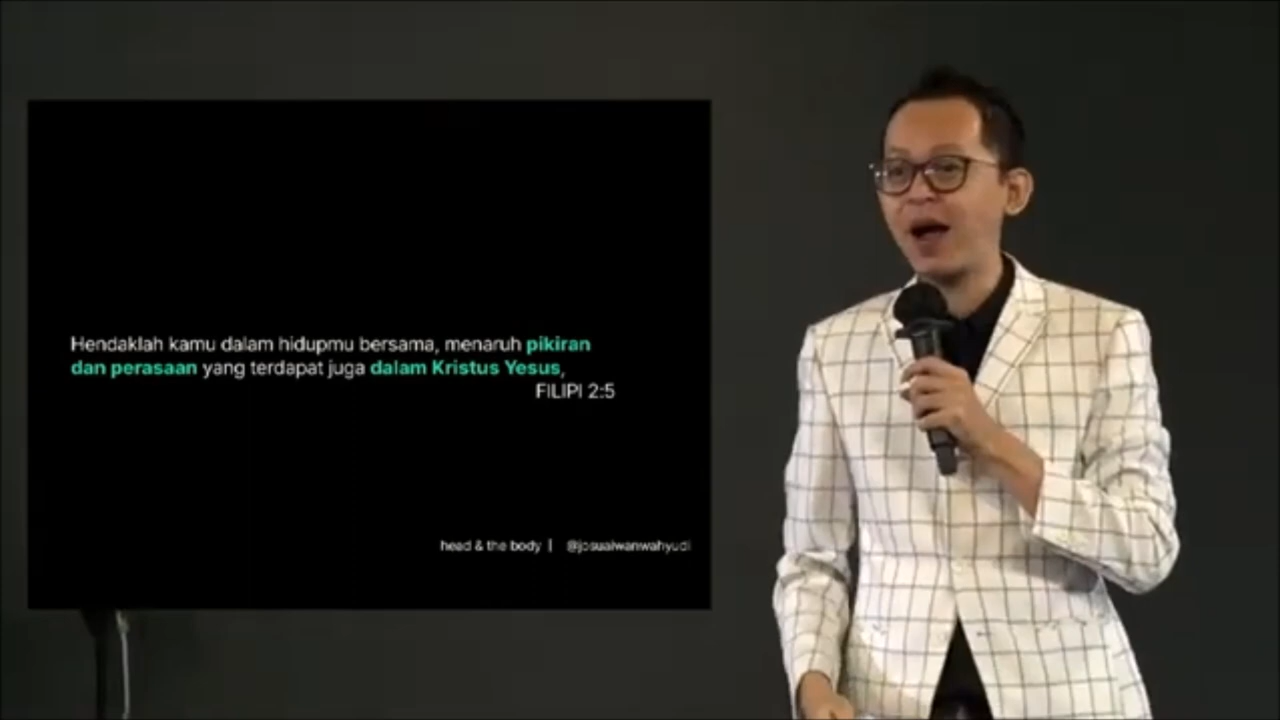 Hendaklah kamu dalam hidupmu bersama, menaruh pikiran
dan perasaan yang terdapat juga dalam Kristus Yesus,
FILIPI 2:5
head & the body | @josuaiwanwahyudi